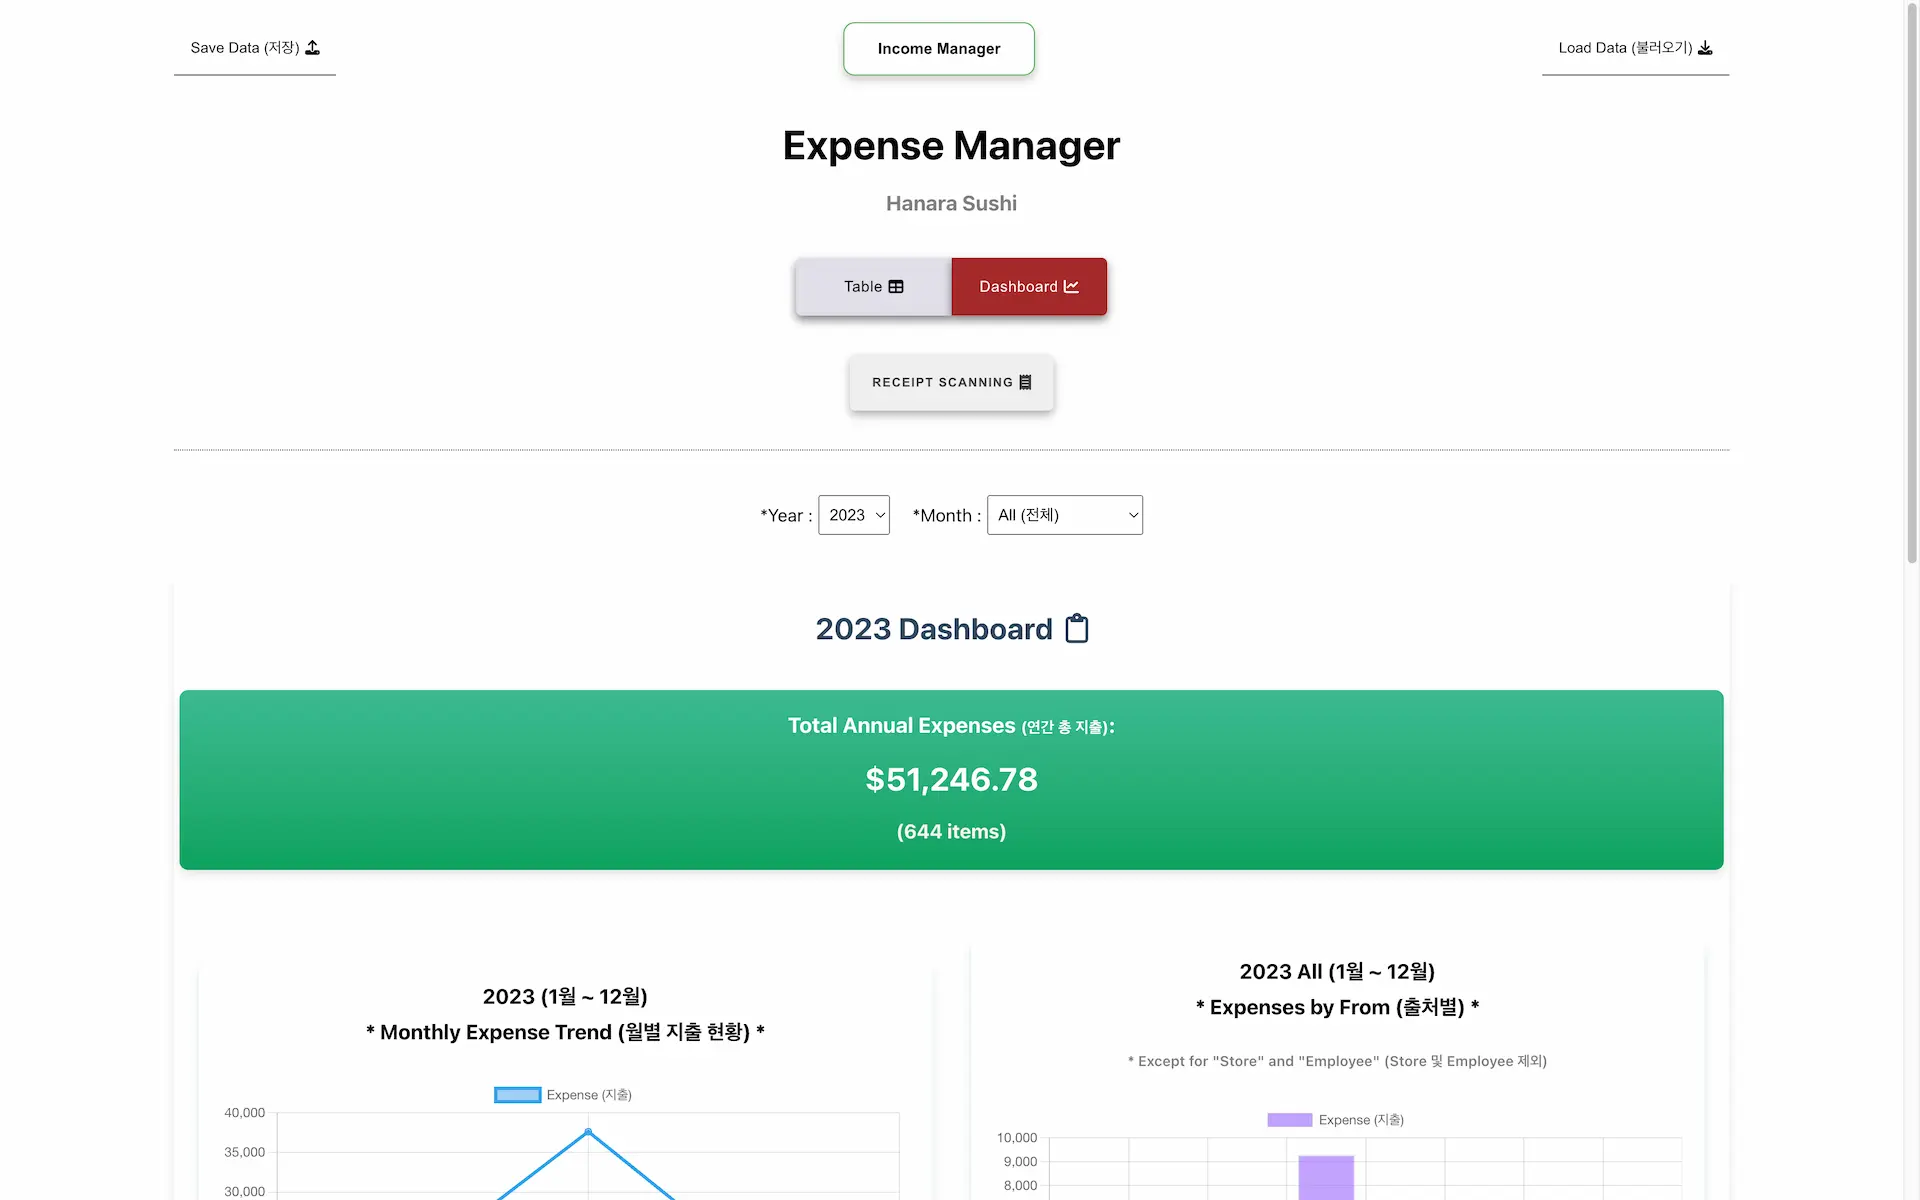 Save Data (저장)
Income Manager
Load Data (불러오기)
Expense Manager
Hanara Sushi
Table
Dashboard
RECEIPT SCANNING
*Year : 2023 *Month : All (전체)
2023 Dashboard
Total Annual Expenses (연간 총 지출):
$51,246.78
(644 items)
2023 (1월 ~ 12월)
* Monthly Expense Trend (월별 지출 현황) *
Expense (지출)
40,000
35,000
30,000
2023 All (1월 ~ 12월)
* Expenses by From (출처별) *
* Except for "Store" and "Employee" (Store 및 Employee 제외)
Expense (지출)
10,000
9,000
8,000